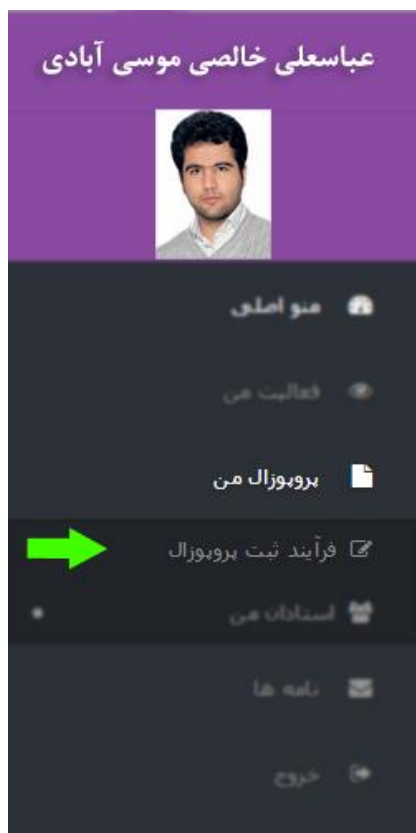 عباسعلی خالصی موسی آبادی
منو اصلی
فعالیت من
پروپوزال من
فرآیند ثبت پروپوزال
استادان من
نامه ها
خروج